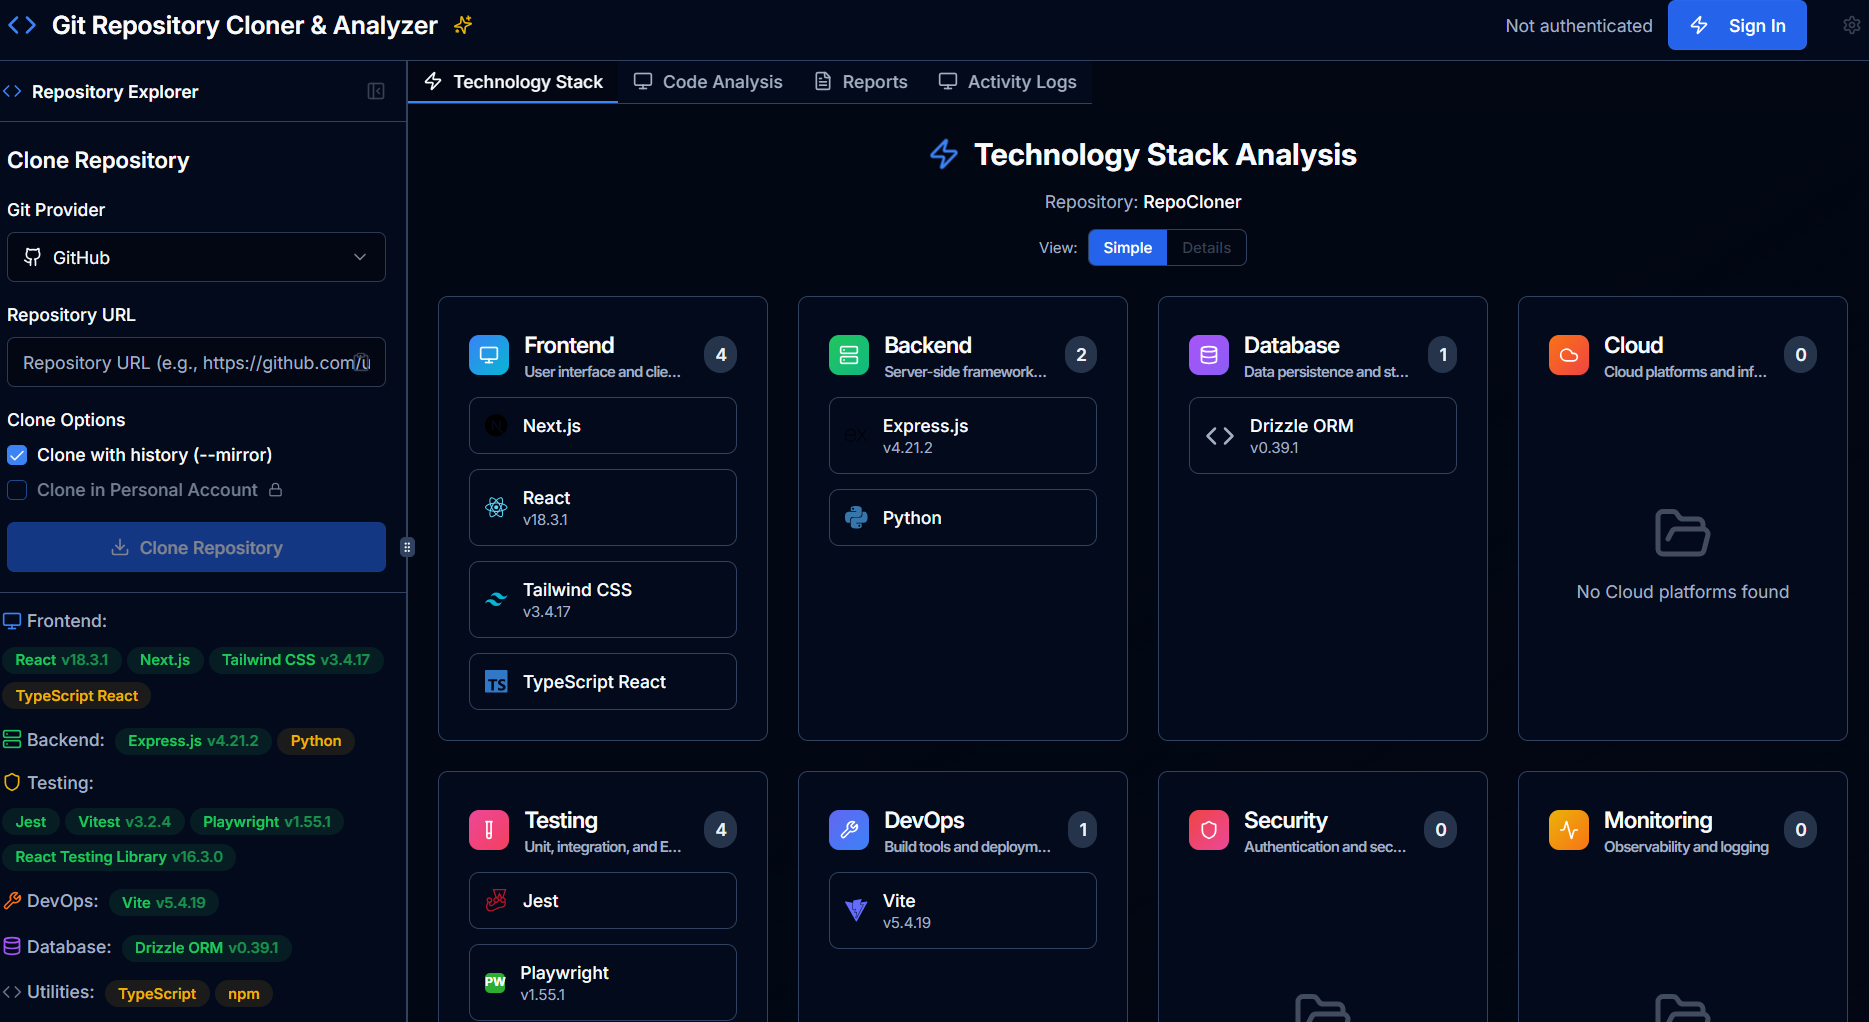 Git Repository Cloner & Analyzer
Not authenticated
Sign In
Repository Explorer
Clone Repository
Git Provider
GitHub
Repository URL
Repository URL (e.g., https://github.com/u
Clone Options
Clone with history (--mirror)
Clone in Personal Account
Clone Repository
Frontend:
React v18.3.1
Next.js
Tailwind CSS v3.4.17
TypeScript React
Backend:
Express.js v4.21.2
Python
Testing:
Jest
Vitest v3.2.4
Playwright v1.55.1
React Testing Library v16.3.0
DevOps:
Vite v5.4.19
Database:
Drizzle ORM v0.39.1
Utilities:
TypeScript
npm
Technology Stack
Code Analysis
Reports
Activity Logs
Technology Stack Analysis
Repository: RepoCloner
View:
Simple
Details
Frontend
User interface and clie...
4
Next.js
React
v18.3.1
Tailwind CSS
v3.4.17
TS
TypeScript React
Backend
Server-side framework...
2
ex
Express.js
v4.21.2
Python
Database
Data persistence and st...
1
Drizzle ORM
v0.39.1
Cloud
Cloud platforms and inf...
0
No Cloud platforms found
Testing
Unit, integration, and E...
4
Jest
PW
Playwright
v1.55.1
DevOps
Build tools and deploym...
1
Vite
v5.4.19
Security
Authentication and sec...
0
Monitoring
Observability and logging
0